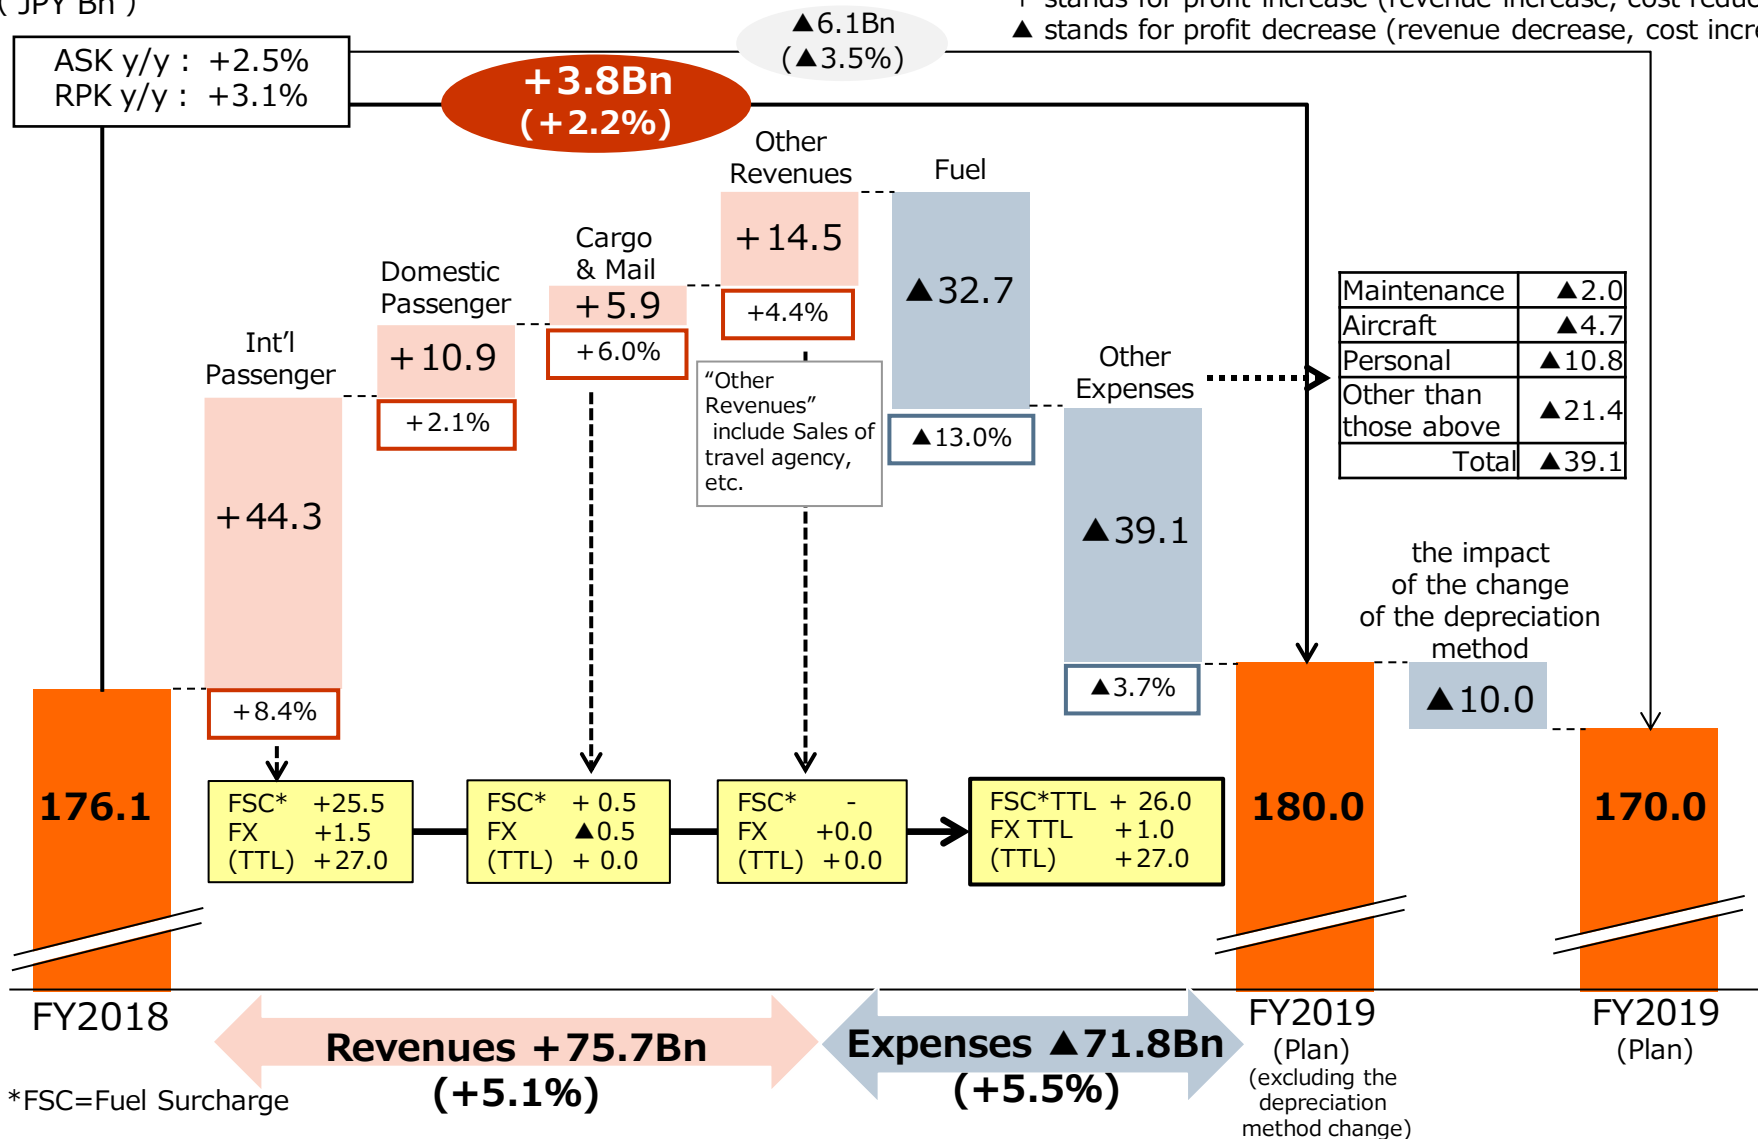 ( JPY Bn )
+ stands for profit increase (revenue increase, cost
▲ stands for profit decrease (revenue decrease, cost
ASK y/y : +2.5%
RPK y/y : +3.1%
▲6.1Bn
(▲3.5%)
+3.8Bn
(+2.2%)
Int'l
Passenger
+44.3
+8.4%
Domestic
Passenger
+10.9
+2.1%
Cargo
& Mail
+5.9
+6.0%
Other
Revenues
+14.5
+4.4%
"Other
Revenues"
include Sales of
travel agency,
etc.
Fuel
▲32.7
▲13.0%
Other
Expenses
▲39.1
▲3.7%
Maintenance ▲2.0
Aircraft ▲4.7
Personal ▲10.8
Other than
those above ▲21.4
Total ▲39.1
the impact
of the change
of the depreciation
method
▲10.0
176.1
180.0
170.0
FSC* +25.5
FX +1.5
(TTL) +27.0
FSC* + 0.5
FX ▲0.5
(TTL) + 0.0
FSC* -
FX +0.0
(TTL) +0.0
FSC*TTL + 26.0
FX TTL +1.0
(TTL) +27.0
FY2018
Revenues +75.7Bn
(+5.1%)
Expenses ▲71.8Bn
(+5.5%)
FY2019
(Plan)
(excluding the
depreciation
method change)
FY2019
(Plan)
*FSC=Fuel Surcharge